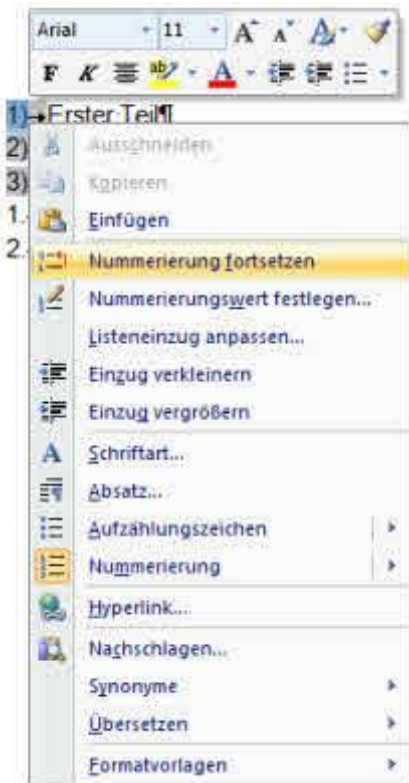 Arial 11 A A A
F K ab A
1)→Erster·Teil¶
2) Ausschneiden
3) Kopieren
1. Einfügen
2. Nummerierung fortsetzen
Nummerierungswert festlegen...
Listeneinzug anpassen...
Einzug verkleinern
Einzug vergrößern
A Schriftart...
Absatz...
Aufzählungszeichen
Nummerierung
Hyperlink...
Nachschlagen...
Synonyme
Übersetzen
Formatvorlagen